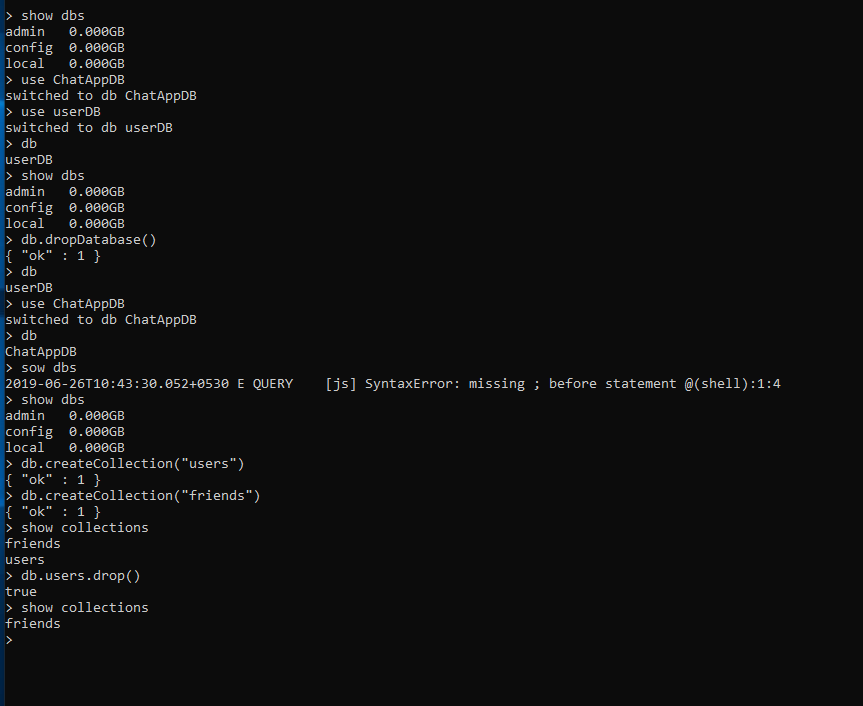 > show dbs
admin   0.000GB
config  0.000GB
local   0.000GB
> use ChatAppDB
switched to db ChatAppDB
> use userDB
switched to db userDB
> db
userDB
> show dbs
admin   0.000GB
config  0.000GB
local   0.000GB
> db.dropDatabase()
{ "ok" : 1 }
> db
userDB
> use ChatAppDB
switched to db ChatAppDB
> db
ChatAppDB
> sow dbs
2019-06-26T10:43:30.052+0530 E QUERY    [js] SyntaxError: missing ; before statement @(shell):1:4
> show dbs
admin   0.000GB
config  0.000GB
local   0.000GB
> db.createCollection("users")
{ "ok" : 1 }
> db.createCollection("friends")
{ "ok" : 1 }
> show collections
friends
users
> db.users.drop()
true
> show collections
friends
>